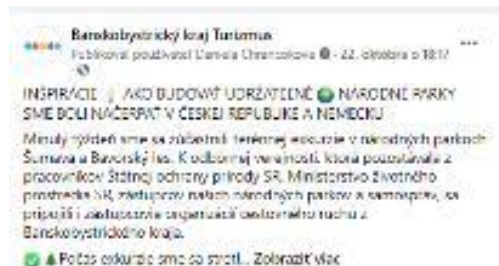 Banskobystrický kraj Turizmus
Publikoval používateľ Daniela Chrancokova · 22. októbra o 18:17
INŠPIRÁCIE AKO BUDOVAŤ UDRŽATEĽNÉ NÁRODNÉ PARKY
SME BOLI NAČERPAŤ V ČESKEJ REPUBLIKE A NEMECKU
Minulý týždeň sme sa zúčastnili terénnej exkurzie v národných parkoch
Šumava a Bavorský les. K odbornej verejnosti, ktorá pozostávala z
pracovníkov Štátnej ochrany prírody SR, Ministerstvo životného
prostredia SR, zástupcov našich národných parkov a samospráv, sa
pripojili i zástupcovia organizácií cestovného ruchu z
Banskobystrického kraja.
Počas exkurzie sme sa stretl... Zobraziť viac